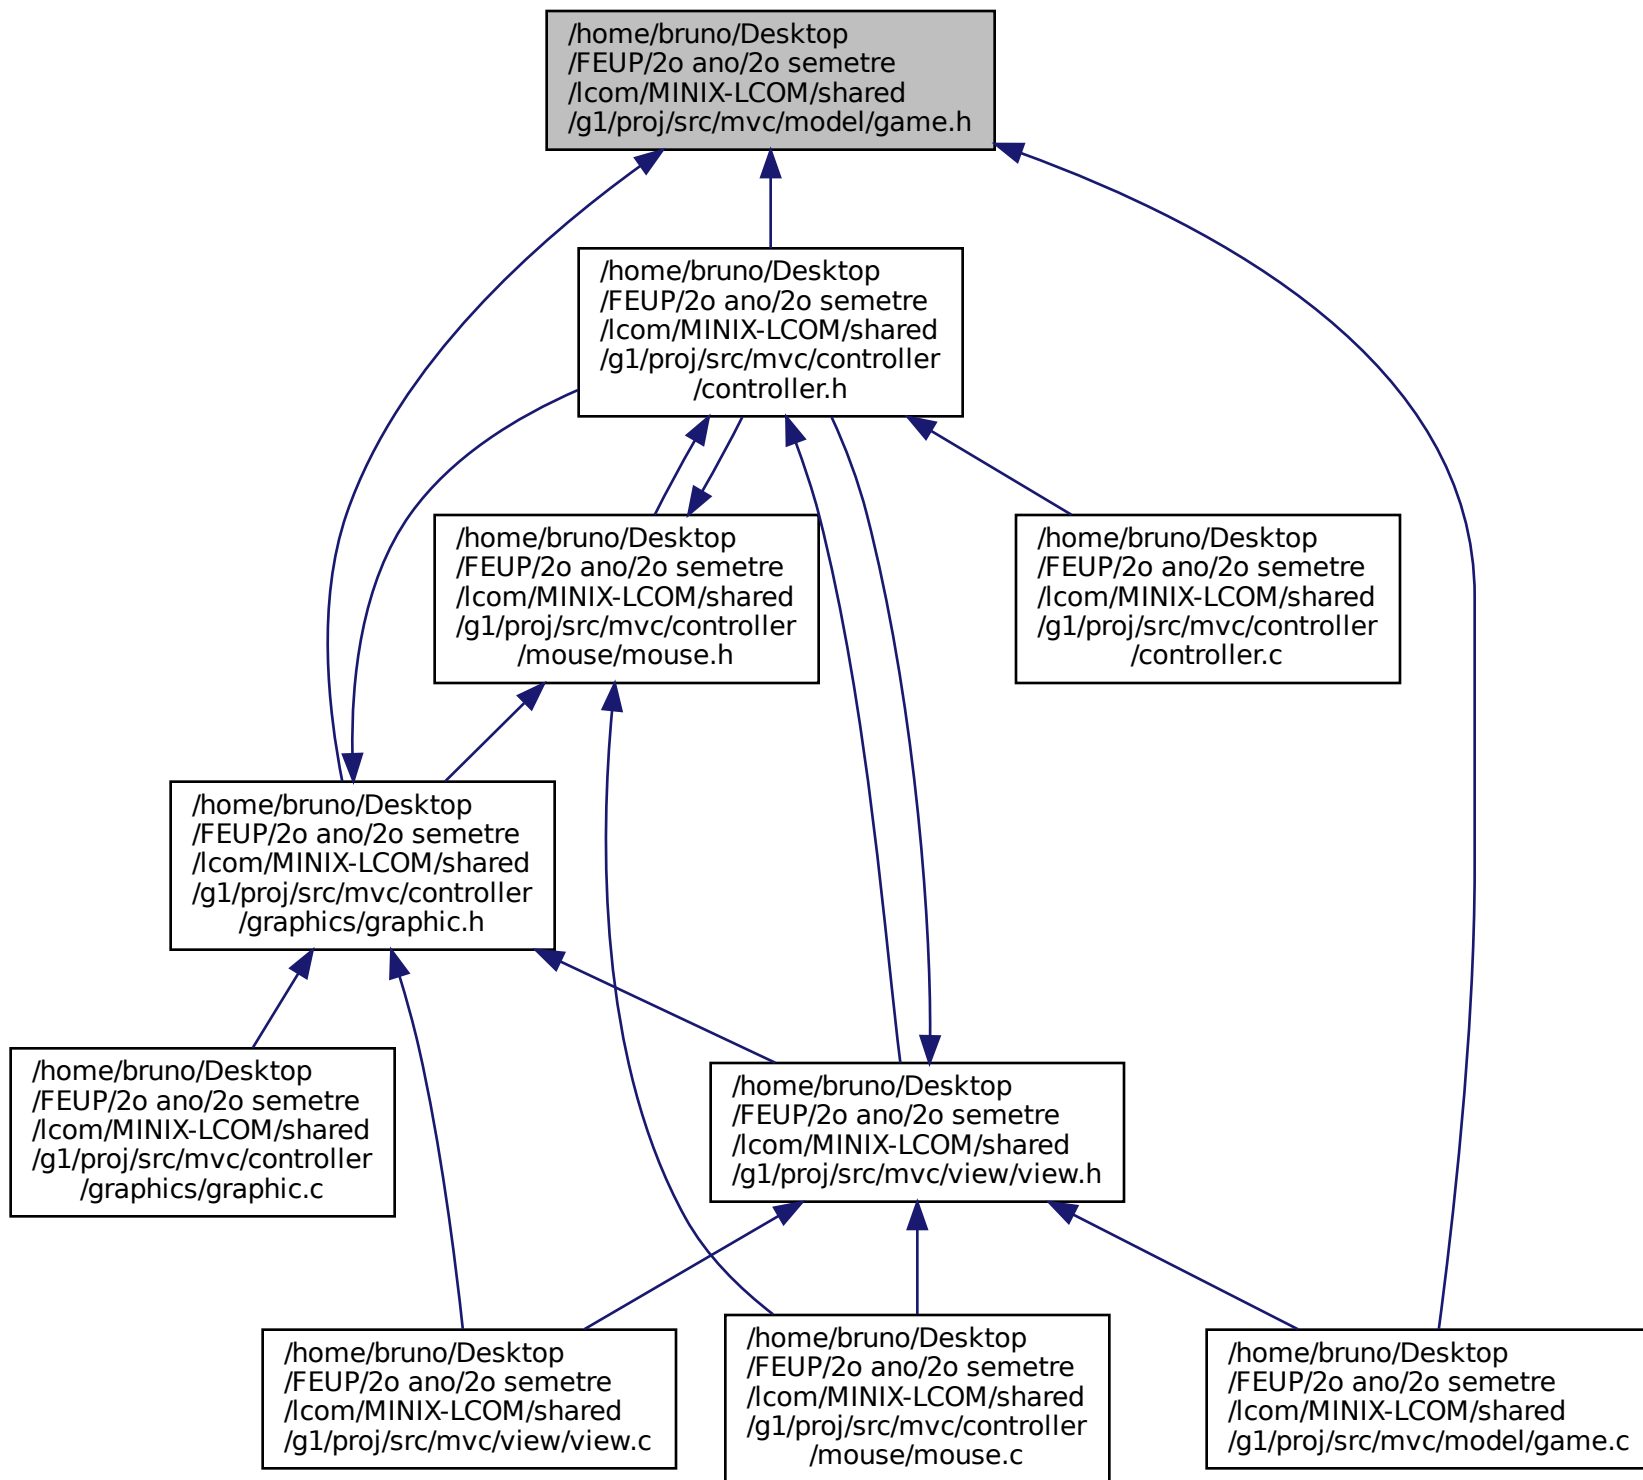 /home/bruno/Desktop
/FEUP/2o ano/2o semetre
/lcom/MINIX-LCOM/shared
/g1/proj/src/mvc/model/game.h
/home/bruno/Desktop
/FEUP/2o ano/2o semetre
/lcom/MINIX-LCOM/shared
/g1/proj/src/mvc/controller
/controller.h
/home/bruno/Desktop
/FEUP/2o ano/2o semetre
/lcom/MINIX-LCOM/shared
/g1/proj/src/mvc/controller
/mouse/mouse.h
/home/bruno/Desktop
/FEUP/2o ano/2o semetre
/lcom/MINIX-LCOM/shared
/g1/proj/src/mvc/controller
/controller.c
/home/bruno/Desktop
/FEUP/2o ano/2o semetre
/lcom/MINIX-LCOM/shared
/g1/proj/src/mvc/controller
/graphics/graphic.h
/home/bruno/Desktop
/FEUP/2o ano/2o semetre
/lcom/MINIX-LCOM/shared
/g1/proj/src/mvc/controller
/graphics/graphic.c
/home/bruno/Desktop
/FEUP/2o ano/2o semetre
/lcom/MINIX-LCOM/shared
/g1/proj/src/mvc/view/view.h
/home/bruno/Desktop
/FEUP/2o ano/2o semetre
/lcom/MINIX-LCOM/shared
/g1/proj/src/mvc/view/view.c
/home/bruno/Desktop
/FEUP/2o ano/2o semetre
/lcom/MINIX-LCOM/shared
/g1/proj/src/mvc/controller
/mouse/mouse.c
/home/bruno/Desktop
/FEUP/2o ano/2o semetre
/lcom/MINIX-LCOM/shared
/g1/proj/src/mvc/model/game.c